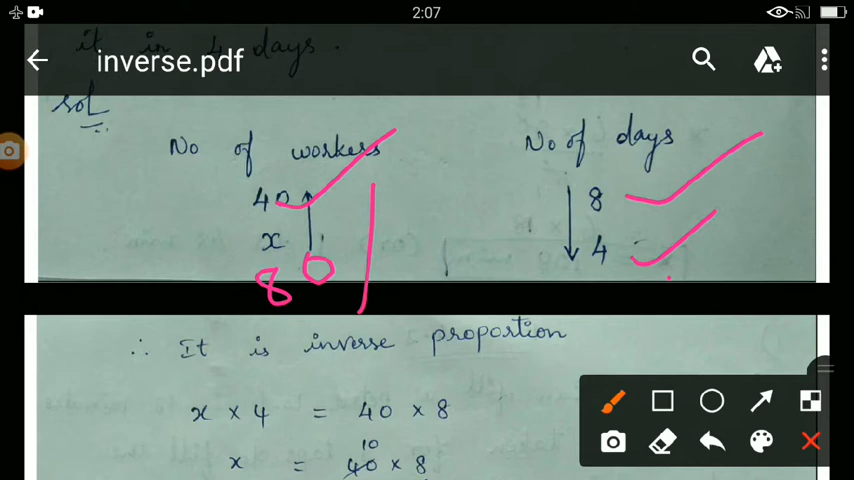 2:07
it in 4 days.
inverse.pdf
sol
No of workers No of days
40 8
x 4
80
∴ It is inverse proportion
x × 4 = 40 × 8
10
x = 40 × 8